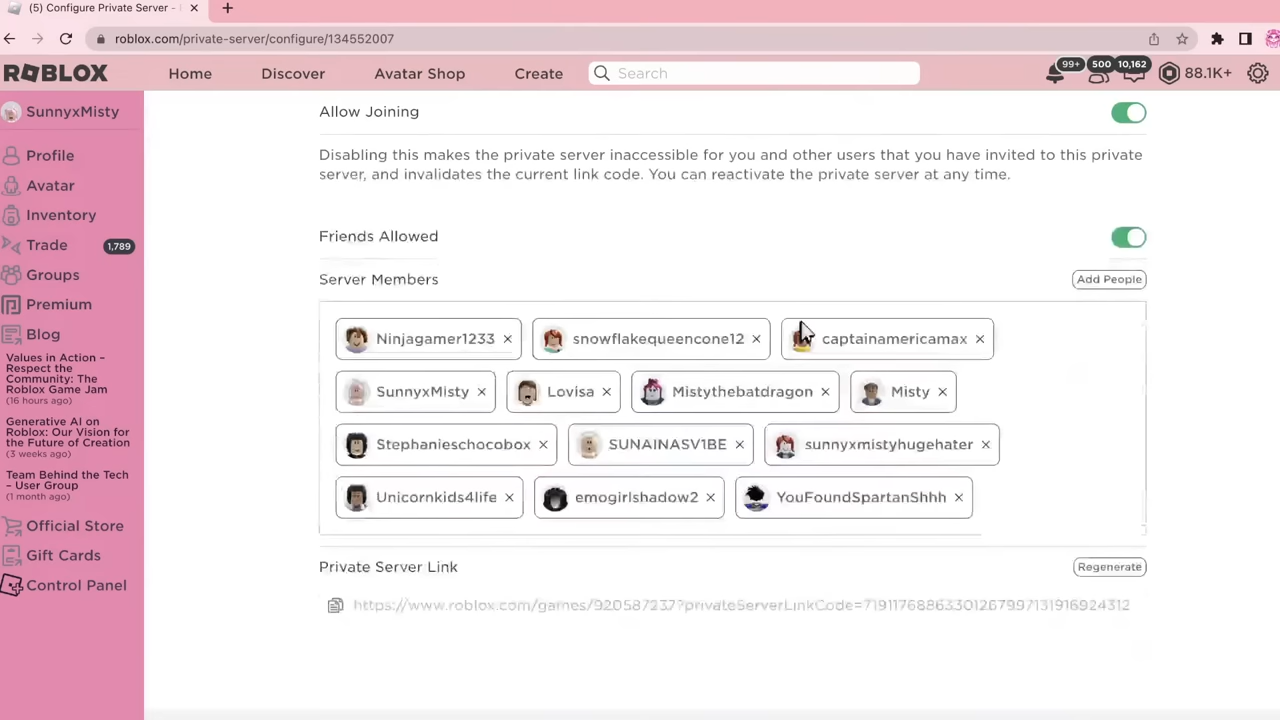 (5) Configure Private Server -
roblox.com/private-server/configure/134552007
ROBLOX Home Discover Avatar Shop Create Search 99+ 500 10,162 88.1K+
SunnyxMisty
Profile
Avatar
Inventory
Trade 1,789
Groups
Premium
Blog
Values in Action –
Respect the
Community: The
Roblox Game Jam
(16 hours ago)
Generative AI on
Roblox: Our Vision for
the Future of Creation
(3 weeks ago)
Team Behind the Tech
– User Group
(1 month ago)
Official Store
Gift Cards
Control Panel
Allow Joining
Disabling this makes the private server inaccessible for you and other users that you have invited to this private
server, and invalidates the current link code. You can reactivate the private server at any time.
Friends Allowed
Server Members Add People
Ninjagamer1233 snowflakequeencone12 captainamericamax
SunnyxMisty Lovisa Mistythebatdragon Misty
Stephanieschocobox SUNAINASV1BE sunnyxmistyhugehater
Unicornkids4life emogirlshadow2 YouFoundSpartanShhh
Private Server Link Regenerate